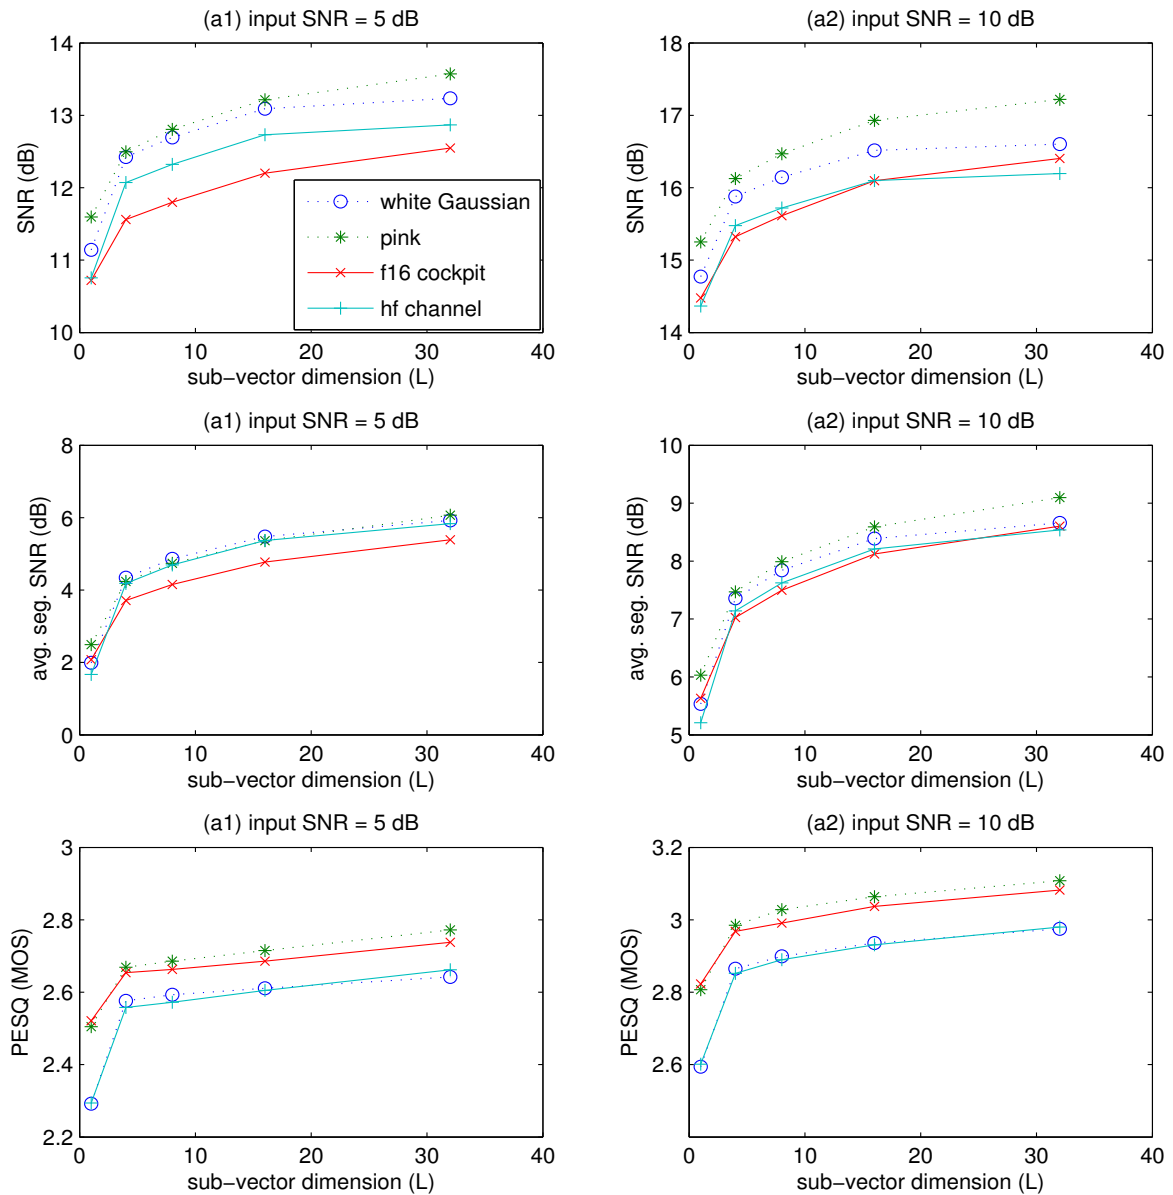 (a1) input SNR = 5 dB
14
13
12
11
10
SNR (dB)
0 10 20 30 40
sub−vector dimension (L)
white Gaussian
pink
f16 cockpit
hf channel
(a2) input SNR = 10 dB
18
17
16
15
14
SNR (dB)
0 10 20 30 40
sub−vector dimension (L)
(a1) input SNR = 5 dB
8
6
4
2
0
avg. seg. SNR (dB)
0 10 20 30 40
sub−vector dimension (L)
(a2) input SNR = 10 dB
10
9
8
7
6
5
avg. seg. SNR (dB)
0 10 20 30 40
sub−vector dimension (L)
(a1) input SNR = 5 dB
3
2.8
2.6
2.4
2.2
PESQ (MOS)
0 10 20 30 40
sub−vector dimension (L)
(a2) input SNR = 10 dB
3.2
3
2.8
2.6
PESQ (MOS)
0 10 20 30 40
sub−vector dimension (L)